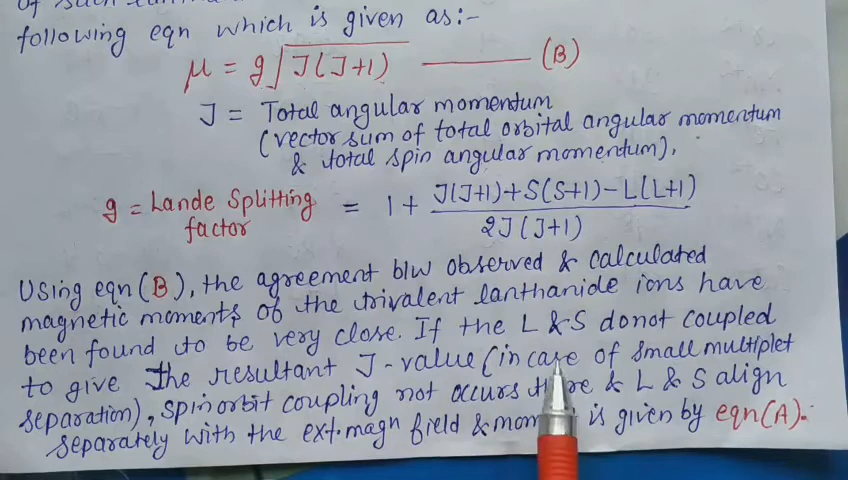 following eqn which is given as:-
μ = g√J(J+1) ——— (B)
J = Total angular momentum
(vector sum of total orbital angular momentum
& total spin angular momentum).
g = Lande Splitting factor = 1 + J(J+1)+S(S+1)-L(L+1) / 2J(J+1)
Using eqn(B), the agreement b/w observed & calculated
magnetic moments of the trivalent lanthanide ions have
been found to be very close. If the L & S donot coupled
to give the resultant J-value (in case of small multiplet
separation), spin orbit coupling not occurs & L & S align
separately with the ext. magn field & is given by eqn(A).